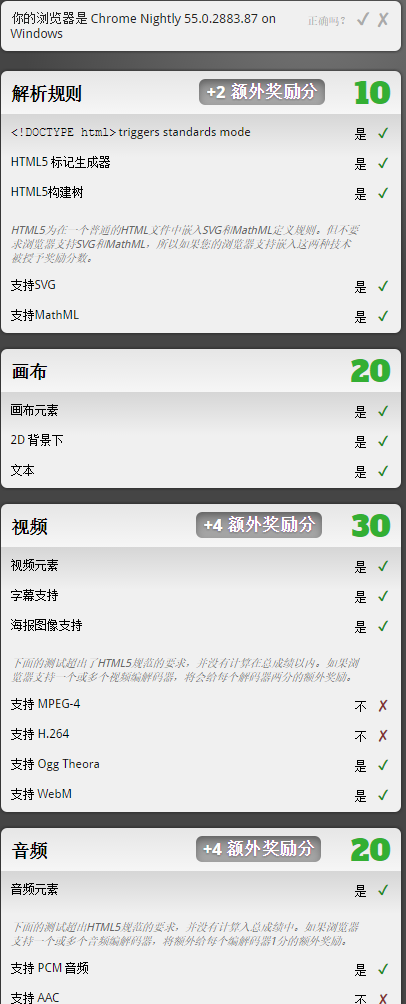 你的浏览器是 Chrome Nightly 55.0.2883.87 on 正确吗? ✓ ✗
Windows
解析规则 +2 额外奖励分 10
<!DOCTYPE html> triggers standards mode 是 ✓
HTML5 标记生成器 是 ✓
HTML5构建树 是 ✓
HTML5为在一个普通的HTML文件中嵌入SVG和MathML定义规则。但不要
求浏览器支持SVG和MathML，所以如果您的浏览器支持嵌入这两种技术
被授予奖励分数。
支持SVG 是 ✓
支持MathML 是 ✓
画布 20
画布元素 是 ✓
2D 背景下 是 ✓
文本 是 ✓
视频 +4 额外奖励分 30
视频元素 是 ✓
字幕支持 是 ✓
海报图像支持 是 ✓
下面的测试超出了HTML5规范的要求，并没有计算在总成绩以内。如果浏
览器支持一个或多个视频编解码器，将会给每个解码器两分的额外奖励。
支持 MPEG-4 不 ✗
支持 H.264 不 ✗
支持 Ogg Theora 是 ✓
支持 WebM 是 ✓
音频 +4 额外奖励分 20
音频元素 是 ✓
下面的测试超出HTML5规范的要求，并没有计算入总成绩中。如果浏览器
支持一个或多个音频编解码器，将额外给每个编解码器1分的额外奖励。
支持 PCM 音频 是 ✓
支持 AAC 不 ✗